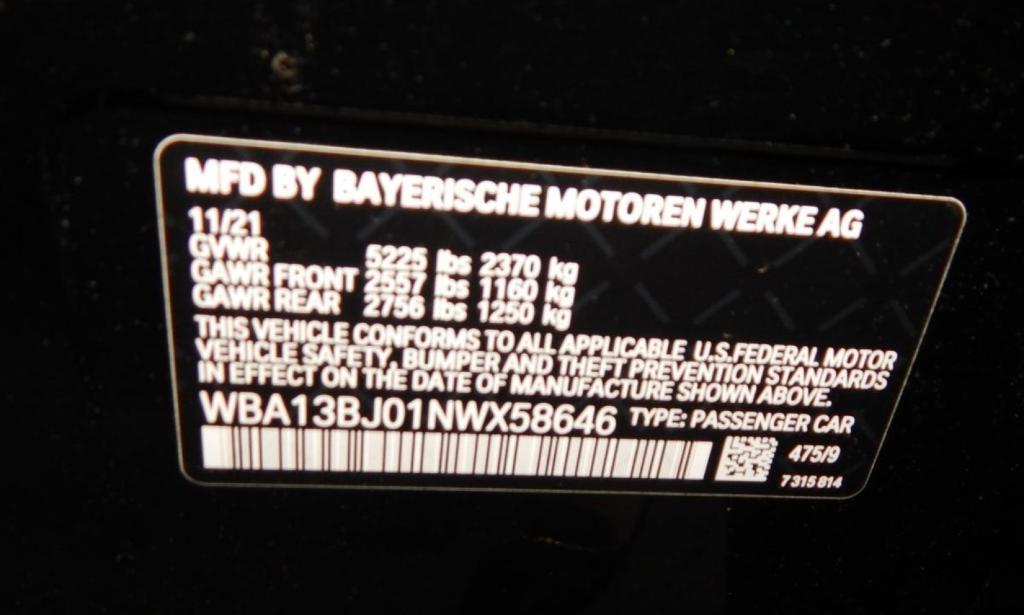 MFD BY BAYERISCHE MOTOREN WERKE AG
11/21
GVWR 5225 lbs 2370 kg
GAWR FRONT 2557 lbs 1160 kg
GAWR REAR 2756 lbs 1250 kg
THIS VEHICLE CONFORMS TO ALL APPLICABLE U.S.FEDERAL MOTOR
VEHICLE SAFETY, BUMPER AND THEFT PREVENTION STANDARDS
IN EFFECT ON THE DATE OF MANUFACTURE SHOWN ABOVE.
WBA13BJ01NWX58646 TYPE: PASSENGER CAR
475/9
7 315 814